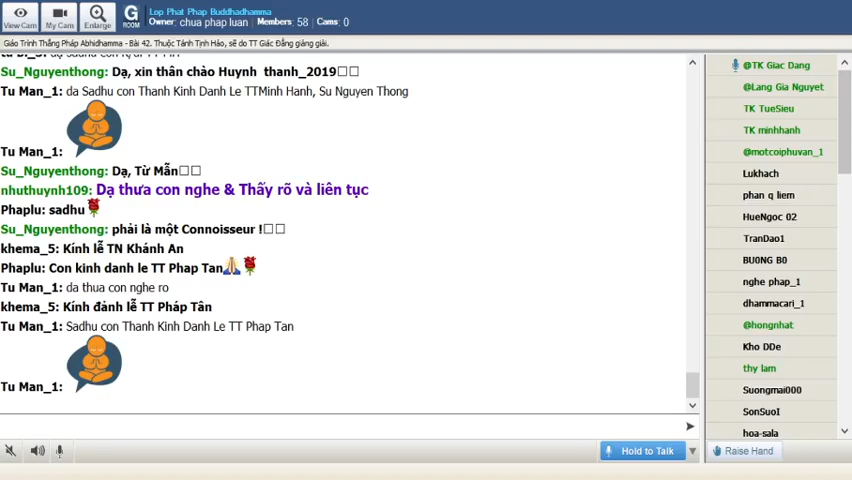 Lop Phat Phap Buddhadhamma
Owner: chua phap luan Members: 58 Cams: 0
View Cam My Cam Enlarge G ROOM
Giáo Trình Thắng Pháp Abhidhamma - Bài 42. Thuộc Tánh Tịnh Hảo, sẽ do TT Giác Đẳng giảng giải.
Su_Nguyenthong: Dạ, xin thân chào Huynh thanh_2019
Tu Man_1: da Sadhu con Thanh Kinh Danh Le TTMinh Hanh, Su Nguyen Thong
Tu Man_1:
Su_Nguyenthong: Dạ, Từ Mẫn
nhuthuynh109: Dạ thưa con nghe & Thấy rõ và liên tục
Phaplu: sadhu
Su_Nguyenthong: phải là một Connoisseur !
khema_5: Kính lễ TN Khánh An
Phaplu: Con kinh danh le TT Phap Tan
Tu Man_1: da thua con nghe ro
khema_5: Kính đảnh lễ TT Pháp Tân
Tu Man_1: Sadhu con Thanh Kinh Danh Le TT Phap Tan
Tu Man_1:
@TK Giac Dang
@Lang Gia Nguyet
TK TueSieu
TK minhhanh
@motcoiphuvan_1
Lukhach
phan q liem
HueNgoc 02
TranDao1
BU0NG B0
nghe phap_1
dhammacari_1
@hongnhat
Kho DDe
thy lam
Suongmai000
SonSuoI
hoa-sala
Hold to Talk
Raise Hand